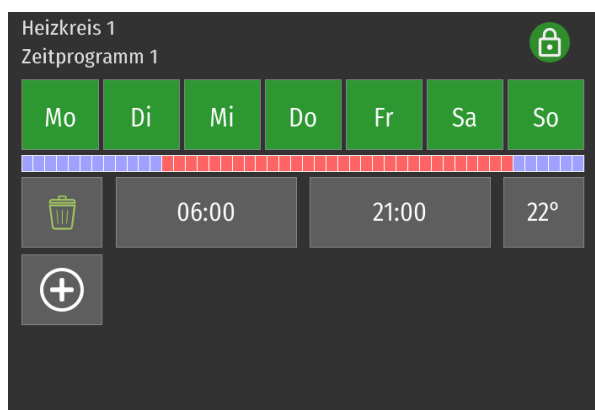 Heizkreis 1
Zeitprogramm 1
Mo Di Mi Do Fr Sa So
06:00 21:00 22°